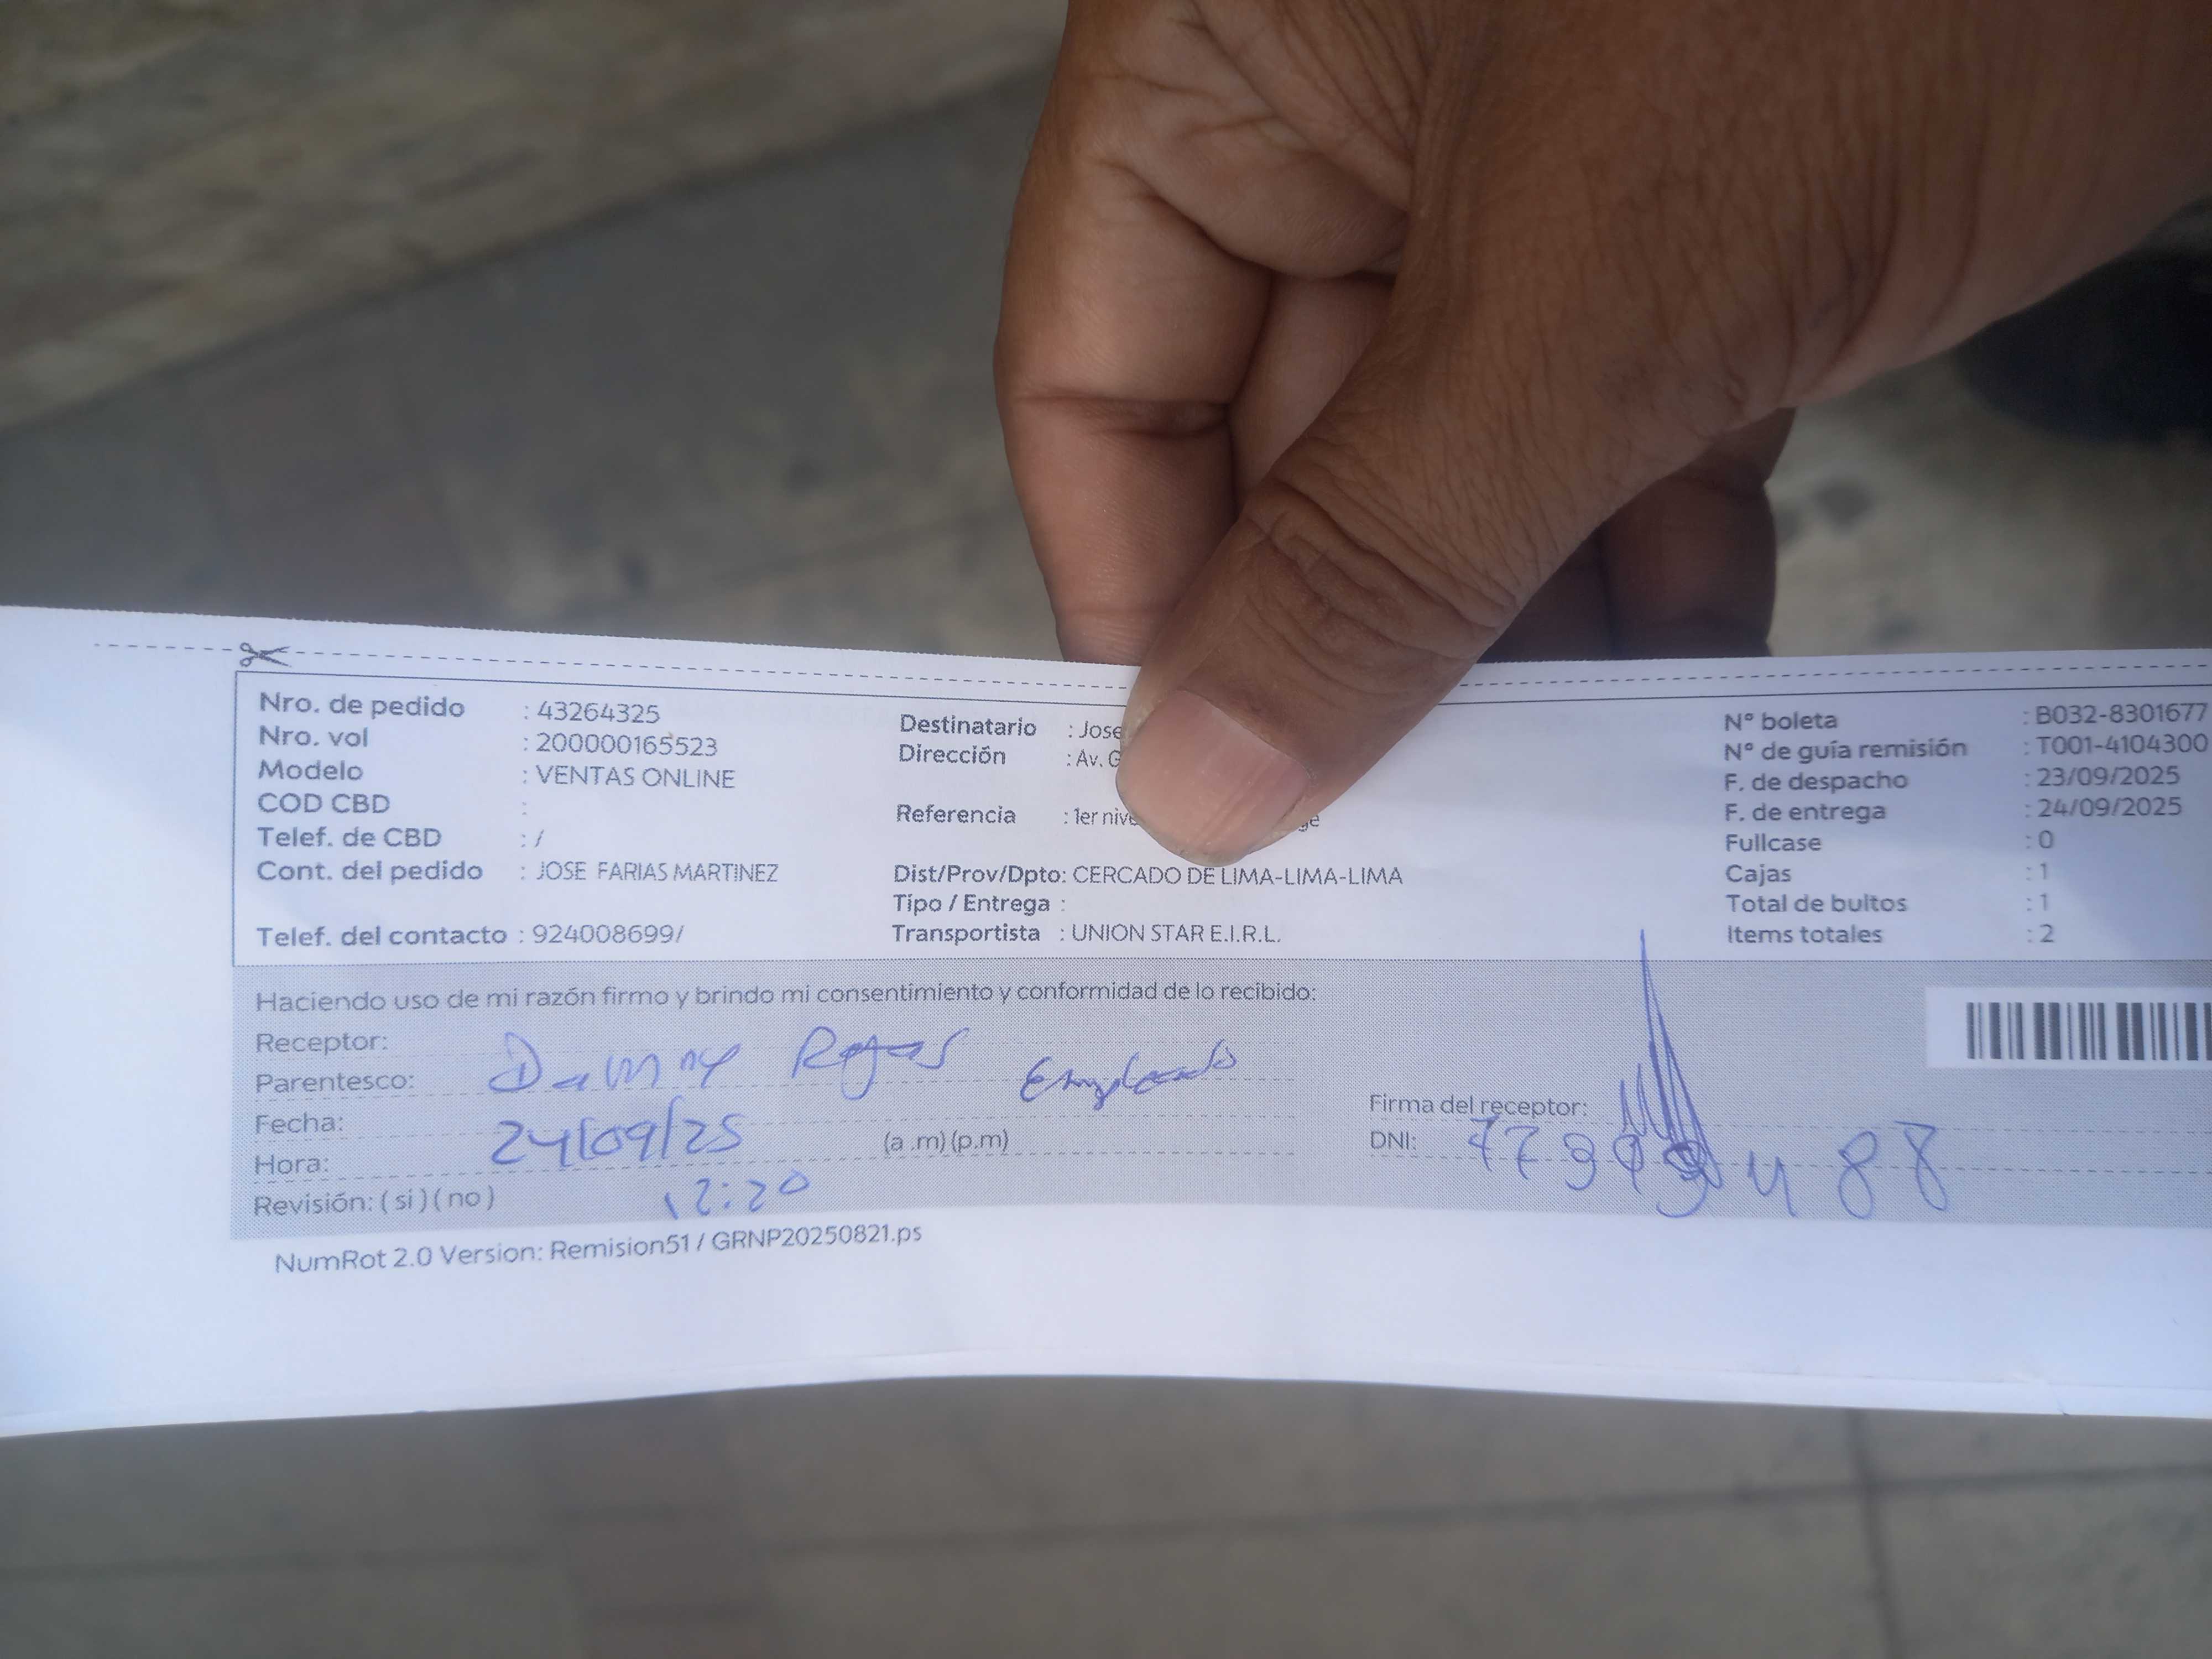 Nro. de pedido : 43264325
Nro. vol : 200000165523
Modelo : VENTAS ONLINE
COD CBD :
Telef. de CBD : /
Cont. del pedido : JOSE FARIAS MARTINEZ
Telef. del contacto : 924008699/
Destinatario : Jose
Dirección : Av. G
Referencia : 1er
Dist/Prov/Dpto: CERCADO DE LIMA-LIMA-LIMA
Tipo / Entrega :
Transportista : UNION STAR E.I.R.L.
N° boleta : B032-8301677
N° de guía remisión : T001-4104300
F. de despacho : 23/09/2025
F. de entrega : 24/09/2025
Fullcase : 0
Cajas : 1
Total de bultos : 1
Items totales : 2
Haciendo uso de mi razón firmo y brindo mi consentimiento y conformidad de lo recibido:
Receptor:
Parentesco: Rojas Empleado
Fecha: 24/09/25
Hora: (a .m) (p.m)
Revisión: ( si ) ( no ) 12:20
Firma del receptor:
DNI:
NumRot 2.0 Version: Remision51 / GRNP20250821.ps